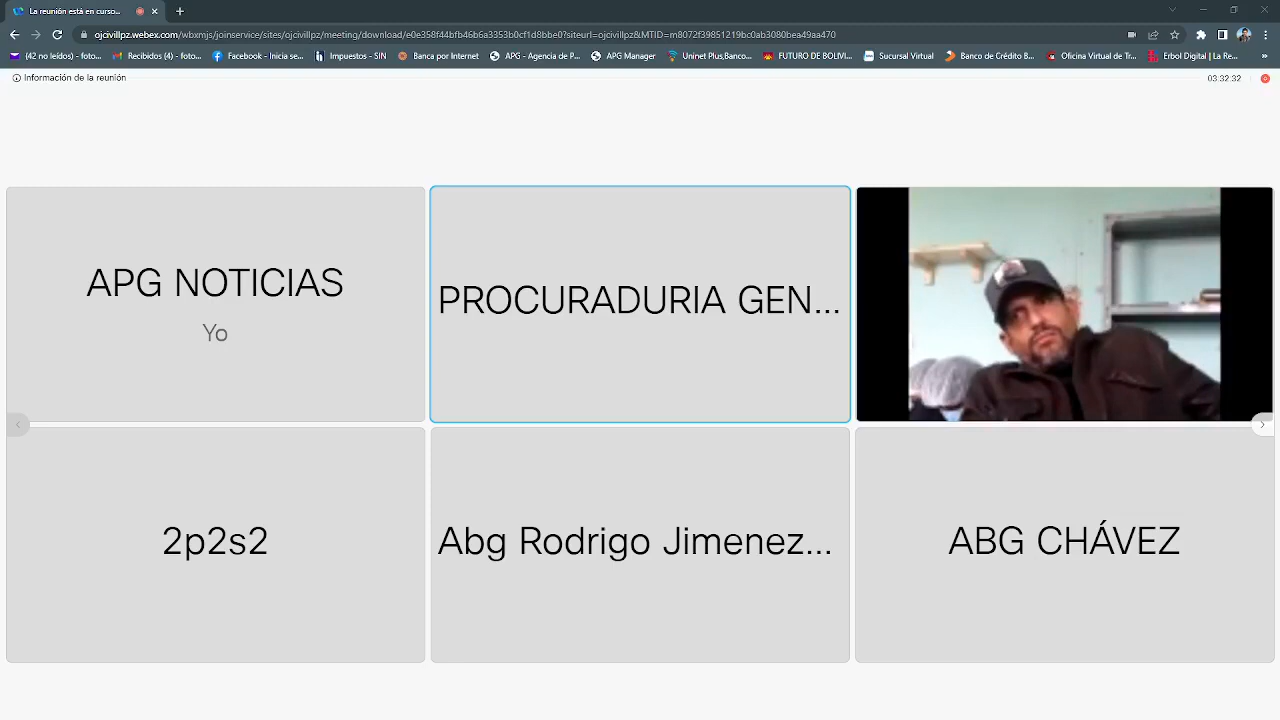 La reunión está en curso...
ojcivillpz.webex.com/wbxmjs/joinservice/sites/ojcivillpz/meeting/download/e0e358f44b1b46b6a3353b0cf1d8bbe0?siteurl=ojcivillpz&MTID=m8072f39851219bc0ab3080bea49aa470
(42 no leídos) - foto...
Recibidos (4) - foto...
Facebook - Inicia se...
Impuestos - SIN
Banca por Internet
APG - Agencia de P...
APG Manager
Uninet Plus,Banco...
FUTURO DE BOLIVI...
Sucursal Virtual
Banco de Crédito B...
Oficina Virtual de Tr...
Erbol Digital | La Re...
Información de la reunión
03:32:32
APG NOTICIAS
Yo
PROCURADURIA GEN...
2p2s2
Abg Rodrigo Jimenez...
ABG CHÁVEZ